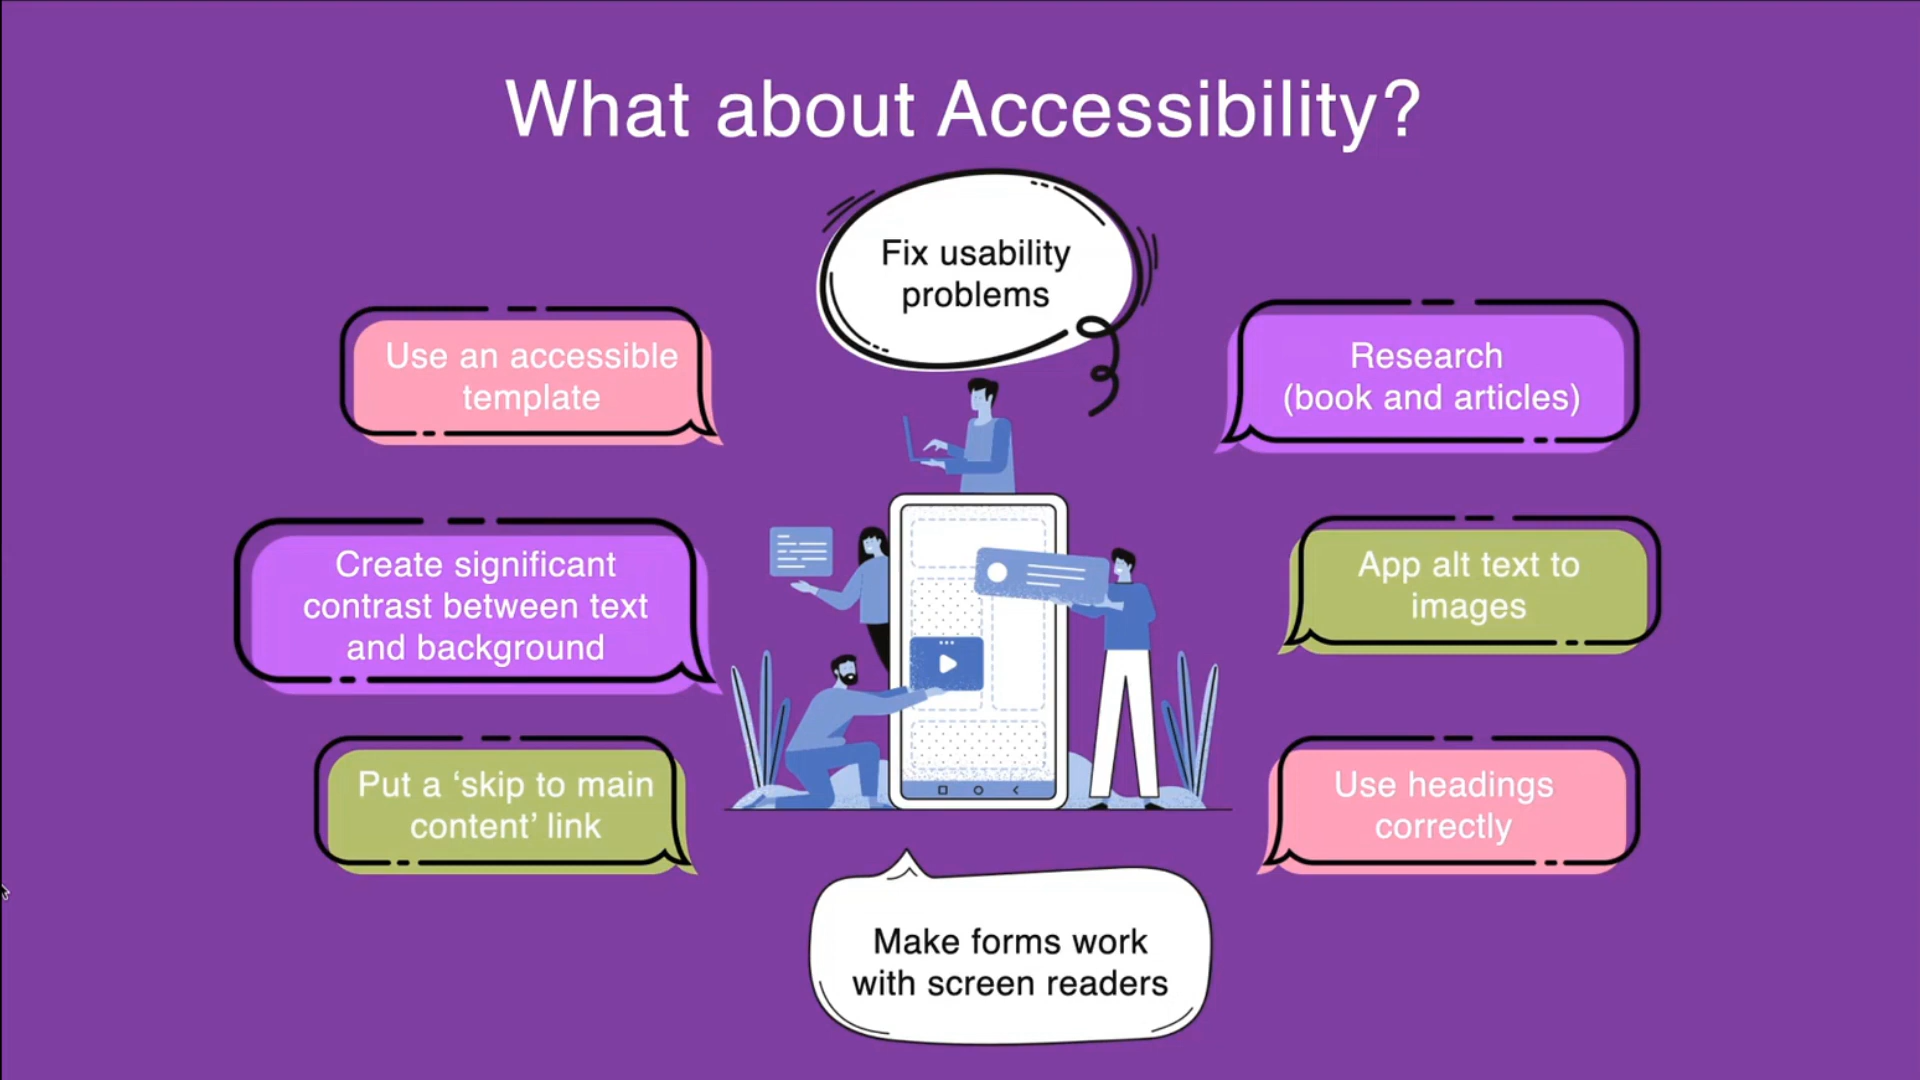 What about Accessibility?
Fix usability
problems
Use an accessible
template
Research
(book and articles)
Create significant
contrast between text
and background
App alt text to
images
Put a ‘skip to main
content’ link
Use headings
correctly
Make forms work
with screen readers